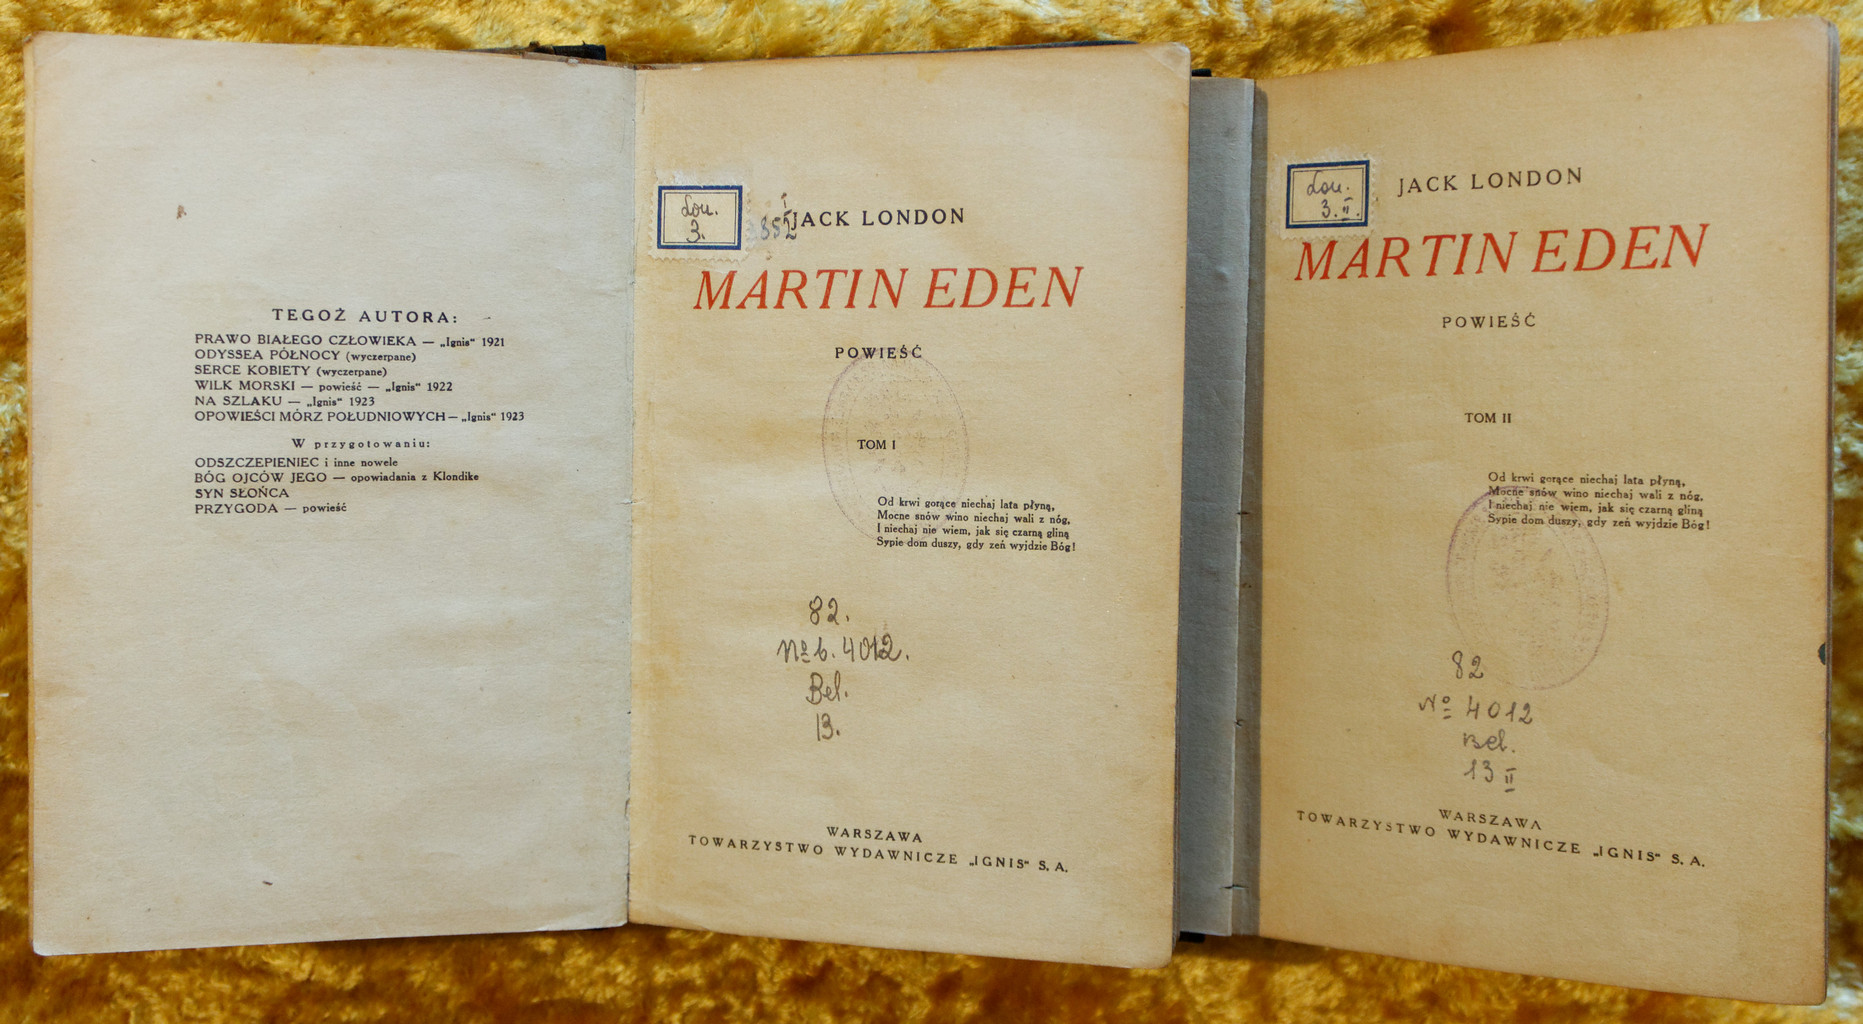 TEGOŻ AUTORA:
PRAWO BIAŁEGO CZŁOWIEKA — „Ignis“ 1921
ODYSSEA PÓŁNOCY (wyczerpane)
SERCE KOBIETY (wyczerpane)
WILK MORSKI — powieść — „Ignis“ 1922
NA SZLAKU — „Ignis“ 1923
OPOWIEŚCI MÓRZ POŁUDNIOWYCH — „Ignis“ 1923
W przygotowaniu:
ODSZCZEPIENIEC i inne nowele
BÓG OJCÓW JEGO — opowiadania z Klondike
SYN SŁOŃCA
PRZYGODA — powieść
Lou.
3.
JACK LONDON
MARTIN EDEN
POWIEŚĆ
TOM I
Od krwi gorące niechaj lata płyną,
Mocne snów wino niechaj wali z nóg,
I niechaj nie wiem, jak się czarną gliną
Sypie dom duszy, gdy zeń wyjdzie Bóg!
82.
№ b. 4012.
Bel.
13.
WARSZAWA
TOWARZYSTWO WYDAWNICZE „IGNIS“ S. A.
Lou.
3. II.
JACK LONDON
MARTIN EDEN
POWIEŚĆ
TOM II
Od krwi gorące niechaj lata płyną,
Mocne snów wino niechaj wali z nóg,
I niechaj nie wiem, jak się czarną gliną
Sypie dom duszy, gdy zeń wyjdzie Bóg!
82
№ 4012
Bel.
13 II
WARSZAWA
TOWARZYSTWO WYDAWNICZE „IGNIS“ S. A.